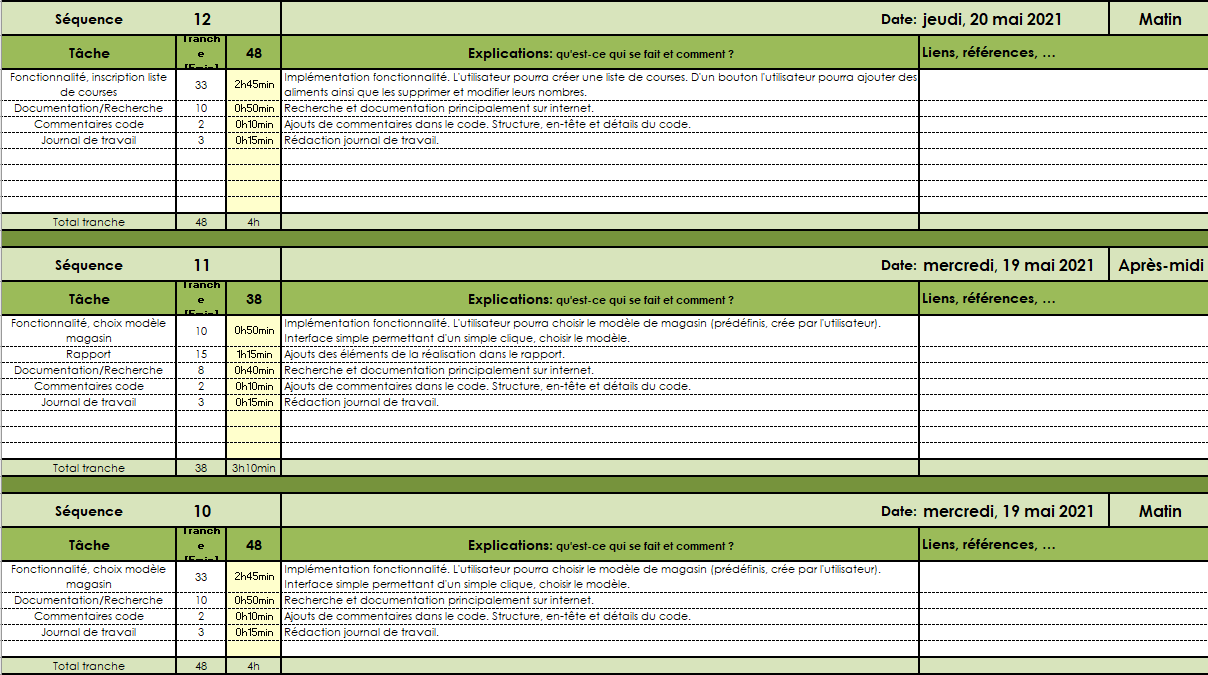 Séquence 12 Date: jeudi, 20 mai 2021 Matin
Tâche Tranche [5min] 48 Explications: qu'est-ce qui se fait et comment ? Liens, références, …
Fonctionnalité, inscription liste de courses 33 2h45min Implémentation fonctionnalité. L'utilisateur pourra créer une liste de courses. D'un bouton l'utilisateur pourra ajouter des aliments ainsi que les supprimer et modifier leurs nombres.
Documentation/Recherche 10 0h50min Recherche et documentation principalement sur internet.
Commentaires code 2 0h10min Ajouts de commentaires dans le code. Structure, en-tête et détails du code.
Journal de travail 3 0h15min Rédaction journal de travail.
Total tranche 48 4h
Séquence 11 Date: mercredi, 19 mai 2021 Après-midi
Tâche Tranche [5min] 38 Explications: qu'est-ce qui se fait et comment ? Liens, références, …
Fonctionnalité, choix modèle magasin 10 0h50min Implémentation fonctionnalité. L'utilisateur pourra choisir le modèle de magasin (prédéfinis, crée par l'utilisateur). Interface simple permettant d'un simple clique, choisir le modèle.
Rapport 15 1h15min Ajouts des éléments de la réalisation dans le rapport.
Documentation/Recherche 8 0h40min Recherche et documentation principalement sur internet.
Commentaires code 2 0h10min Ajouts de commentaires dans le code. Structure, en-tête et détails du code.
Journal de travail 3 0h15min Rédaction journal de travail.
Total tranche 38 3h10min
Séquence 10 Date: mercredi, 19 mai 2021 Matin
Tâche Tranche [5min] 48 Explications: qu'est-ce qui se fait et comment ? Liens, références, …
Fonctionnalité, choix modèle magasin 33 2h45min Implémentation fonctionnalité. L'utilisateur pourra choisir le modèle de magasin (prédéfinis, crée par l'utilisateur). Interface simple permettant d'un simple clique, choisir le modèle.
Documentation/Recherche 10 0h50min Recherche et documentation principalement sur internet.
Commentaires code 2 0h10min Ajouts de commentaires dans le code. Structure, en-tête et détails du code.
Journal de travail 3 0h15min Rédaction journal de travail.
Total tranche 48 4h